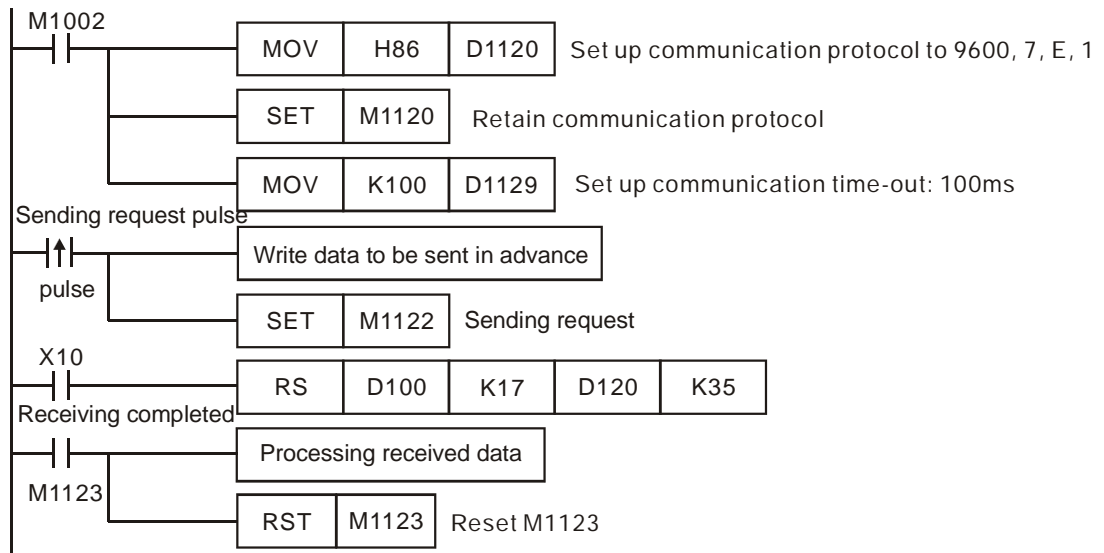 M1002
MOV H86 D1120 Set up communication protocol to 9600, 7, E, 1
SET M1120 Retain communication protocol
MOV K100 D1129 Set up communication time-out: 100ms
Sending request pulse
Write data to be sent in advance
pulse
SET M1122 Sending request
X10
RS D100 K17 D120 K35
Receiving completed
Processing received data
M1123
RST M1123 Reset M1123